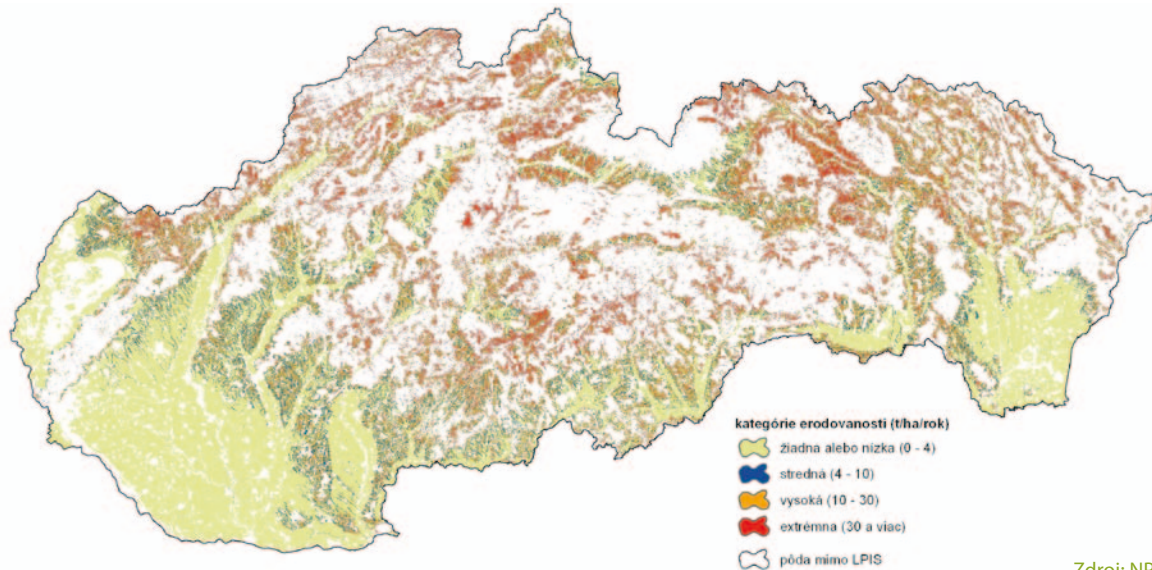 kategórie erodovanosti (t/ha/rok)
žiadna alebo nízka (0 - 4)
stredná (4 - 10)
vysoká (10 - 30)
extrémna (30 a viac)
pôda mimo LPIS
Zdroj: